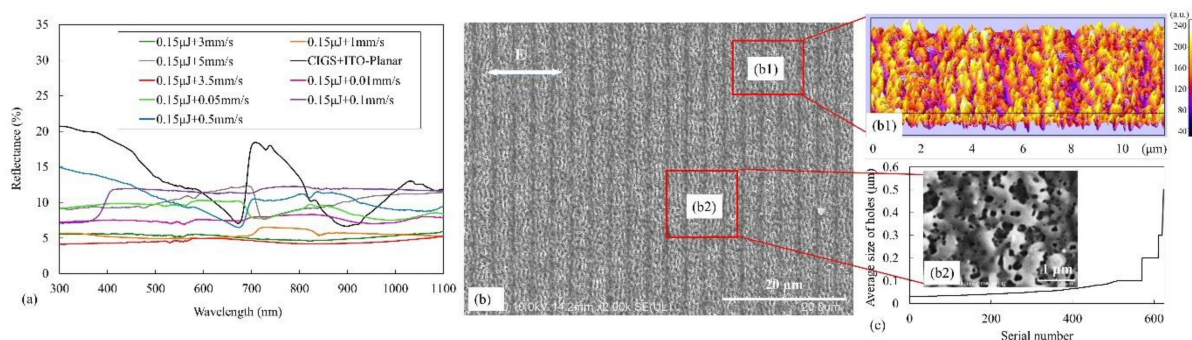 (a)
35
30
25
20
15
10
5
0
Reflectance (%)
0.15μJ+3mm/s
0.15μJ+1mm/s
0.15μJ+5mm/s
CIGS+ITO-Planar
0.15μJ+3.5mm/s
0.15μJ+0.01mm/s
0.15μJ+0.05mm/s
0.15μJ+0.1mm/s
0.15μJ+0.5mm/s
300 400 500 600 700 800 900 1000 1100
Wavelength (nm)
(a)
(b)
E
(b1)
(b2)
20 μm
(b)
(a.u.)
240
200
160
120
80
40
(b1)
0 2 4 6 8 10 (μm)
0.6
0.5
0.4
0.3
0.2
0.1
0
Average size of holes (μm)
(b2)
1 μm
0 200 400 600
(c)
Serial number